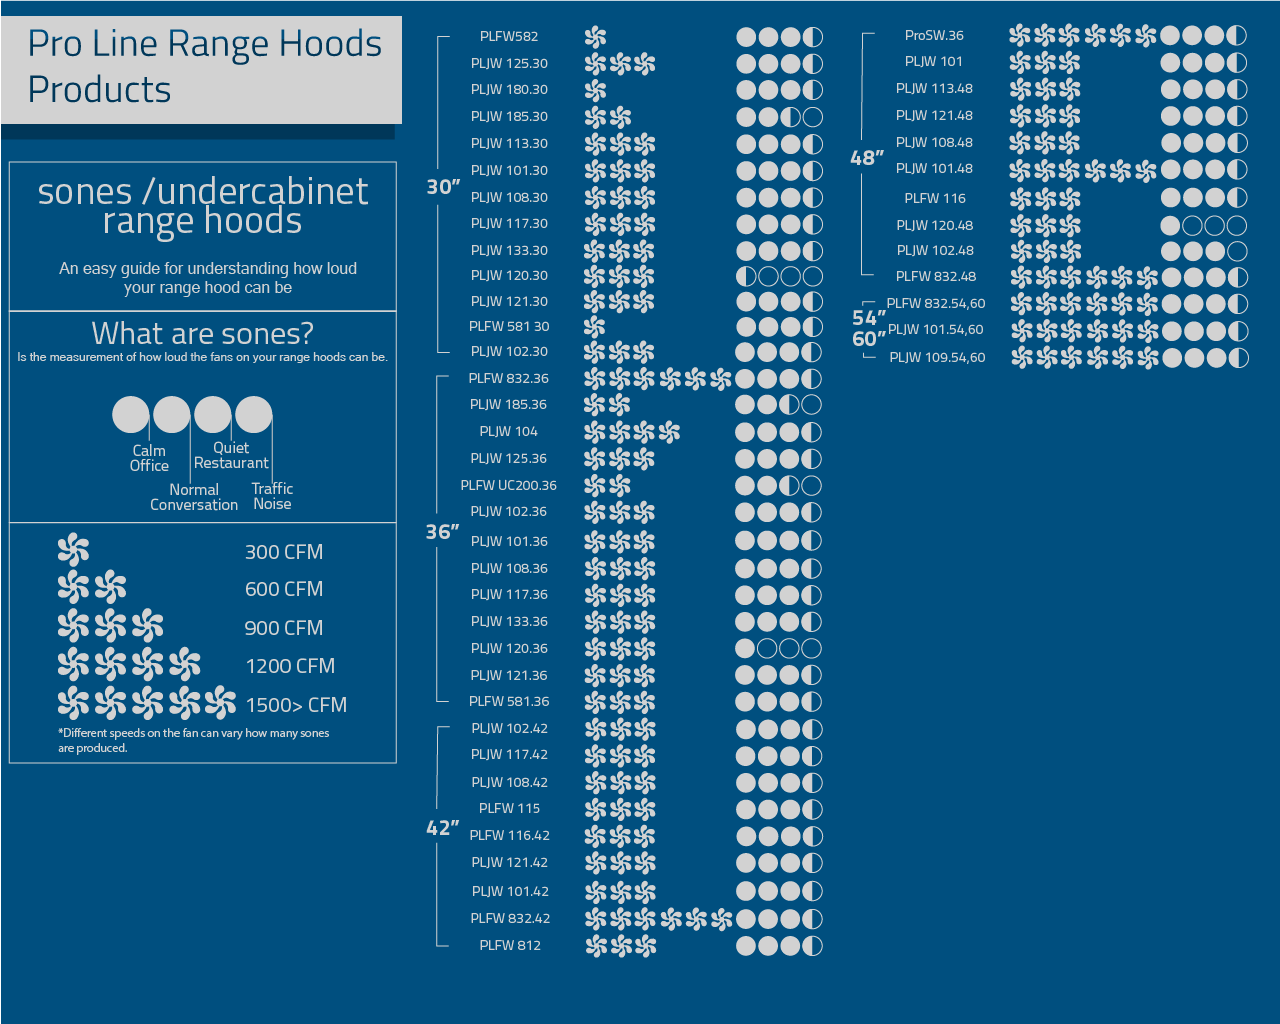 Pro Line Range Hoods
Products
sones /undercabinet
range hoods
An easy guide for understanding how loud
your range hood can be
What are sones?
Is the measurement of how loud the fans on your range hoods can be.
Calm
Office
Normal
Conversation
Quiet
Restaurant
Traffic
Noise
300 CFM
600 CFM
900 CFM
1200 CFM
1500> CFM
*Different speeds on the fan can vary how many sones
are produced.
30”
PLFW582
PLJW 125.30
PLJW 180.30
PLJW 185.30
PLJW 113.30
PLJW 101.30
PLJW 108.30
PLJW 117.30
PLJW 133.30
PLJW 120.30
PLJW 121.30
PLFW 581 30
PLJW 102.30
36”
PLFW 832.36
PLJW 185.36
PLJW 104
PLJW 125.36
PLFW UC200.36
PLJW 102.36
PLJW 101.36
PLJW 108.36
PLJW 117.36
PLJW 133.36
PLJW 120.36
PLJW 121.36
PLFW 581.36
42”
PLJW 102.42
PLJW 117.42
PLJW 108.42
PLFW 115
PLFW 116.42
PLJW 121.42
PLJW 101.42
PLFW 832.42
PLFW 812
48”
ProSW.36
PLJW 101
PLJW 113.48
PLJW 121.48
PLJW 108.48
PLJW 101.48
PLFW 116
PLJW 120.48
PLJW 102.48
PLFW 832.48
54”
60”
PLFW 832.54,60
PLJW 101.54,60
PLJW 109.54,60